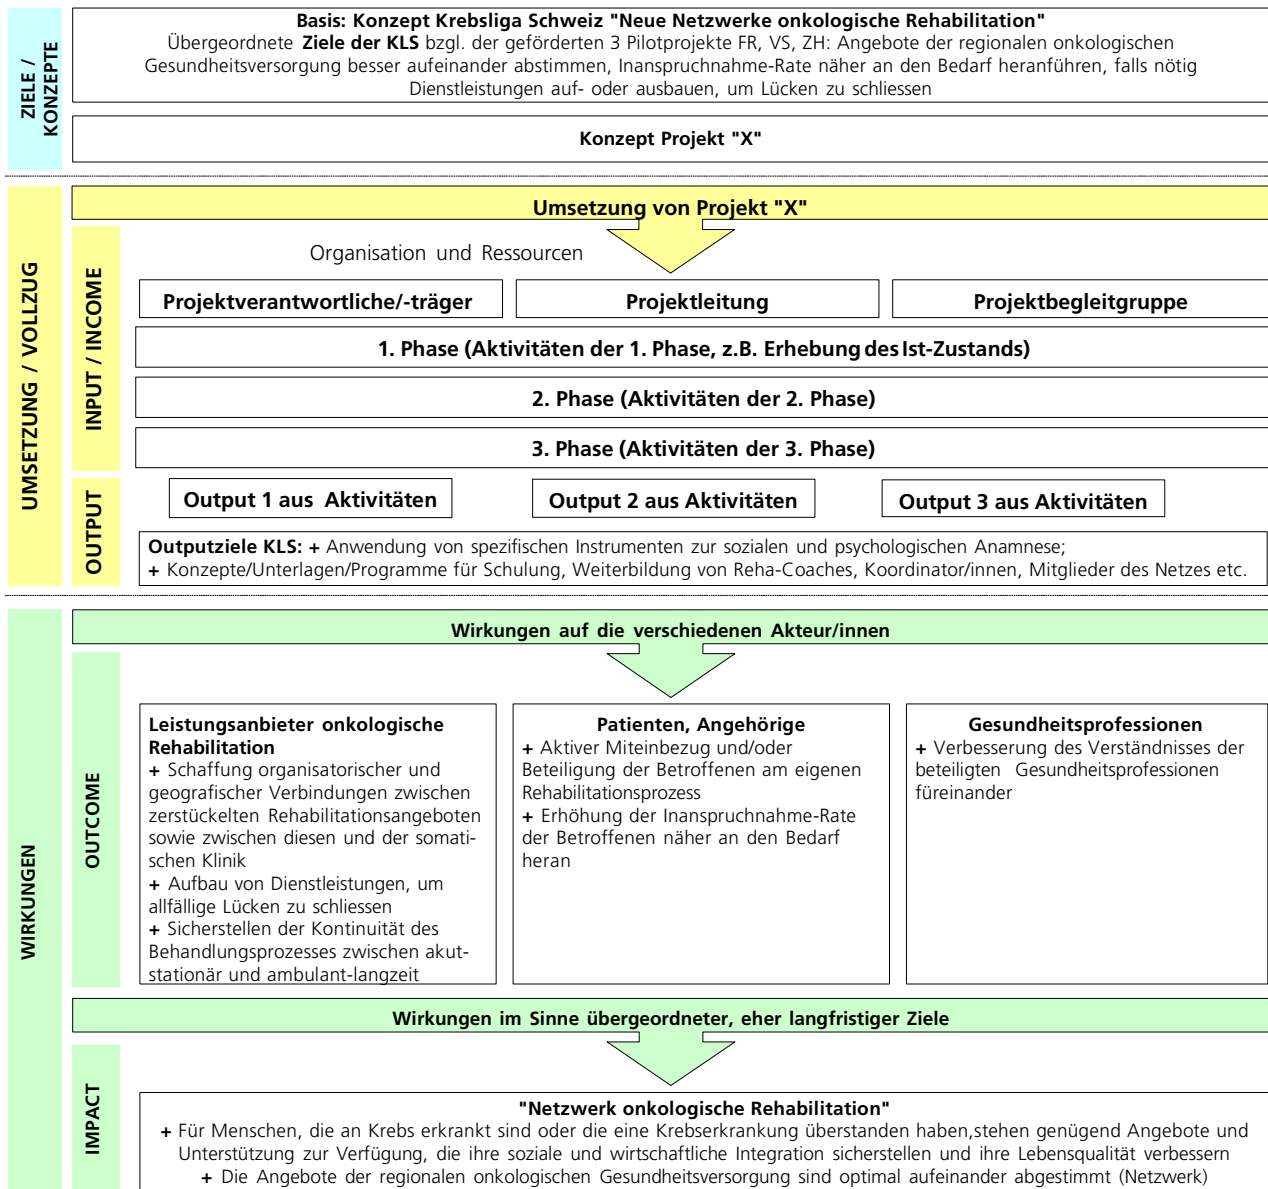 ZIELE /
KONZEPTE
Basis: Konzept Krebsliga Schweiz "Neue Netzwerke onkologische Rehabilitation"
Übergeordnete Ziele der KLS bzgl. der geförderten 3 Pilotprojekte FR, VS, ZH: Angebote der regionalen onkologischen
Gesundheitsversorgung besser aufeinander abstimmen, Inanspruchnahme-Rate näher an den Bedarf heranführen, falls nötig
Dienstleistungen auf- oder ausbauen, um Lücken zu schliessen
Konzept Projekt "X"
UMSETZUNG / VOLLZUG
Umsetzung von Projekt "X"
INPUT / INCOME
Organisation und Ressourcen
Projektverantwortliche/-träger
Projektleitung
Projektbegleitgruppe
1. Phase (Aktivitäten der 1. Phase, z.B. Erhebung des Ist-Zustands)
2. Phase (Aktivitäten der 2. Phase)
3. Phase (Aktivitäten der 3. Phase)
OUTPUT
Output 1 aus Aktivitäten
Output 2 aus Aktivitäten
Output 3 aus Aktivitäten
Outputziele KLS: + Anwendung von spezifischen Instrumenten zur sozialen und psychologischen Anamnese;
+ Konzepte/Unterlagen/Programme für Schulung, Weiterbildung von Reha-Coaches, Koordinator/innen, Mitglieder des Netzes etc.
WIRKUNGEN
Wirkungen auf die verschiedenen Akteur/innen
OUTCOME
Leistungsanbieter onkologische
Rehabilitation
+ Schaffung organisatorischer und
geografischer Verbindungen zwischen
zerstückelten Rehabilitationsangeboten
sowie zwischen diesen und der somati-
schen Klinik
+ Aufbau von Dienstleistungen, um
allfällige Lücken zu schliessen
+ Sicherstellen der Kontinuität des
Behandlungsprozesses zwischen akut-
stationär und ambulant-langzeit
Patienten, Angehörige
+ Aktiver Miteinbezug und/oder
Beteiligung der Betroffenen am eigenen
Rehabilitationsprozess
+ Erhöhung der Inanspruchnahme-Rate
der Betroffenen näher an den Bedarf
heran
Gesundheitsprofessionen
+ Verbesserung des Verständnisses der
beteiligten Gesundheitsprofessionen
füreinander
Wirkungen im Sinne übergeordneter, eher langfristiger Ziele
IMPACT
"Netzwerk onkologische Rehabilitation"
+ Für Menschen, die an Krebs erkrankt sind oder die eine Krebserkrankung überstanden haben,stehen genügend Angebote und
Unterstützung zur Verfügung, die ihre soziale und wirtschaftliche Integration sicherstellen und ihre Lebensqualität verbessern
+ Die Angebote der regionalen onkologischen Gesundheitsversorgung sind optimal aufeinander abgestimmt (Netzwerk)